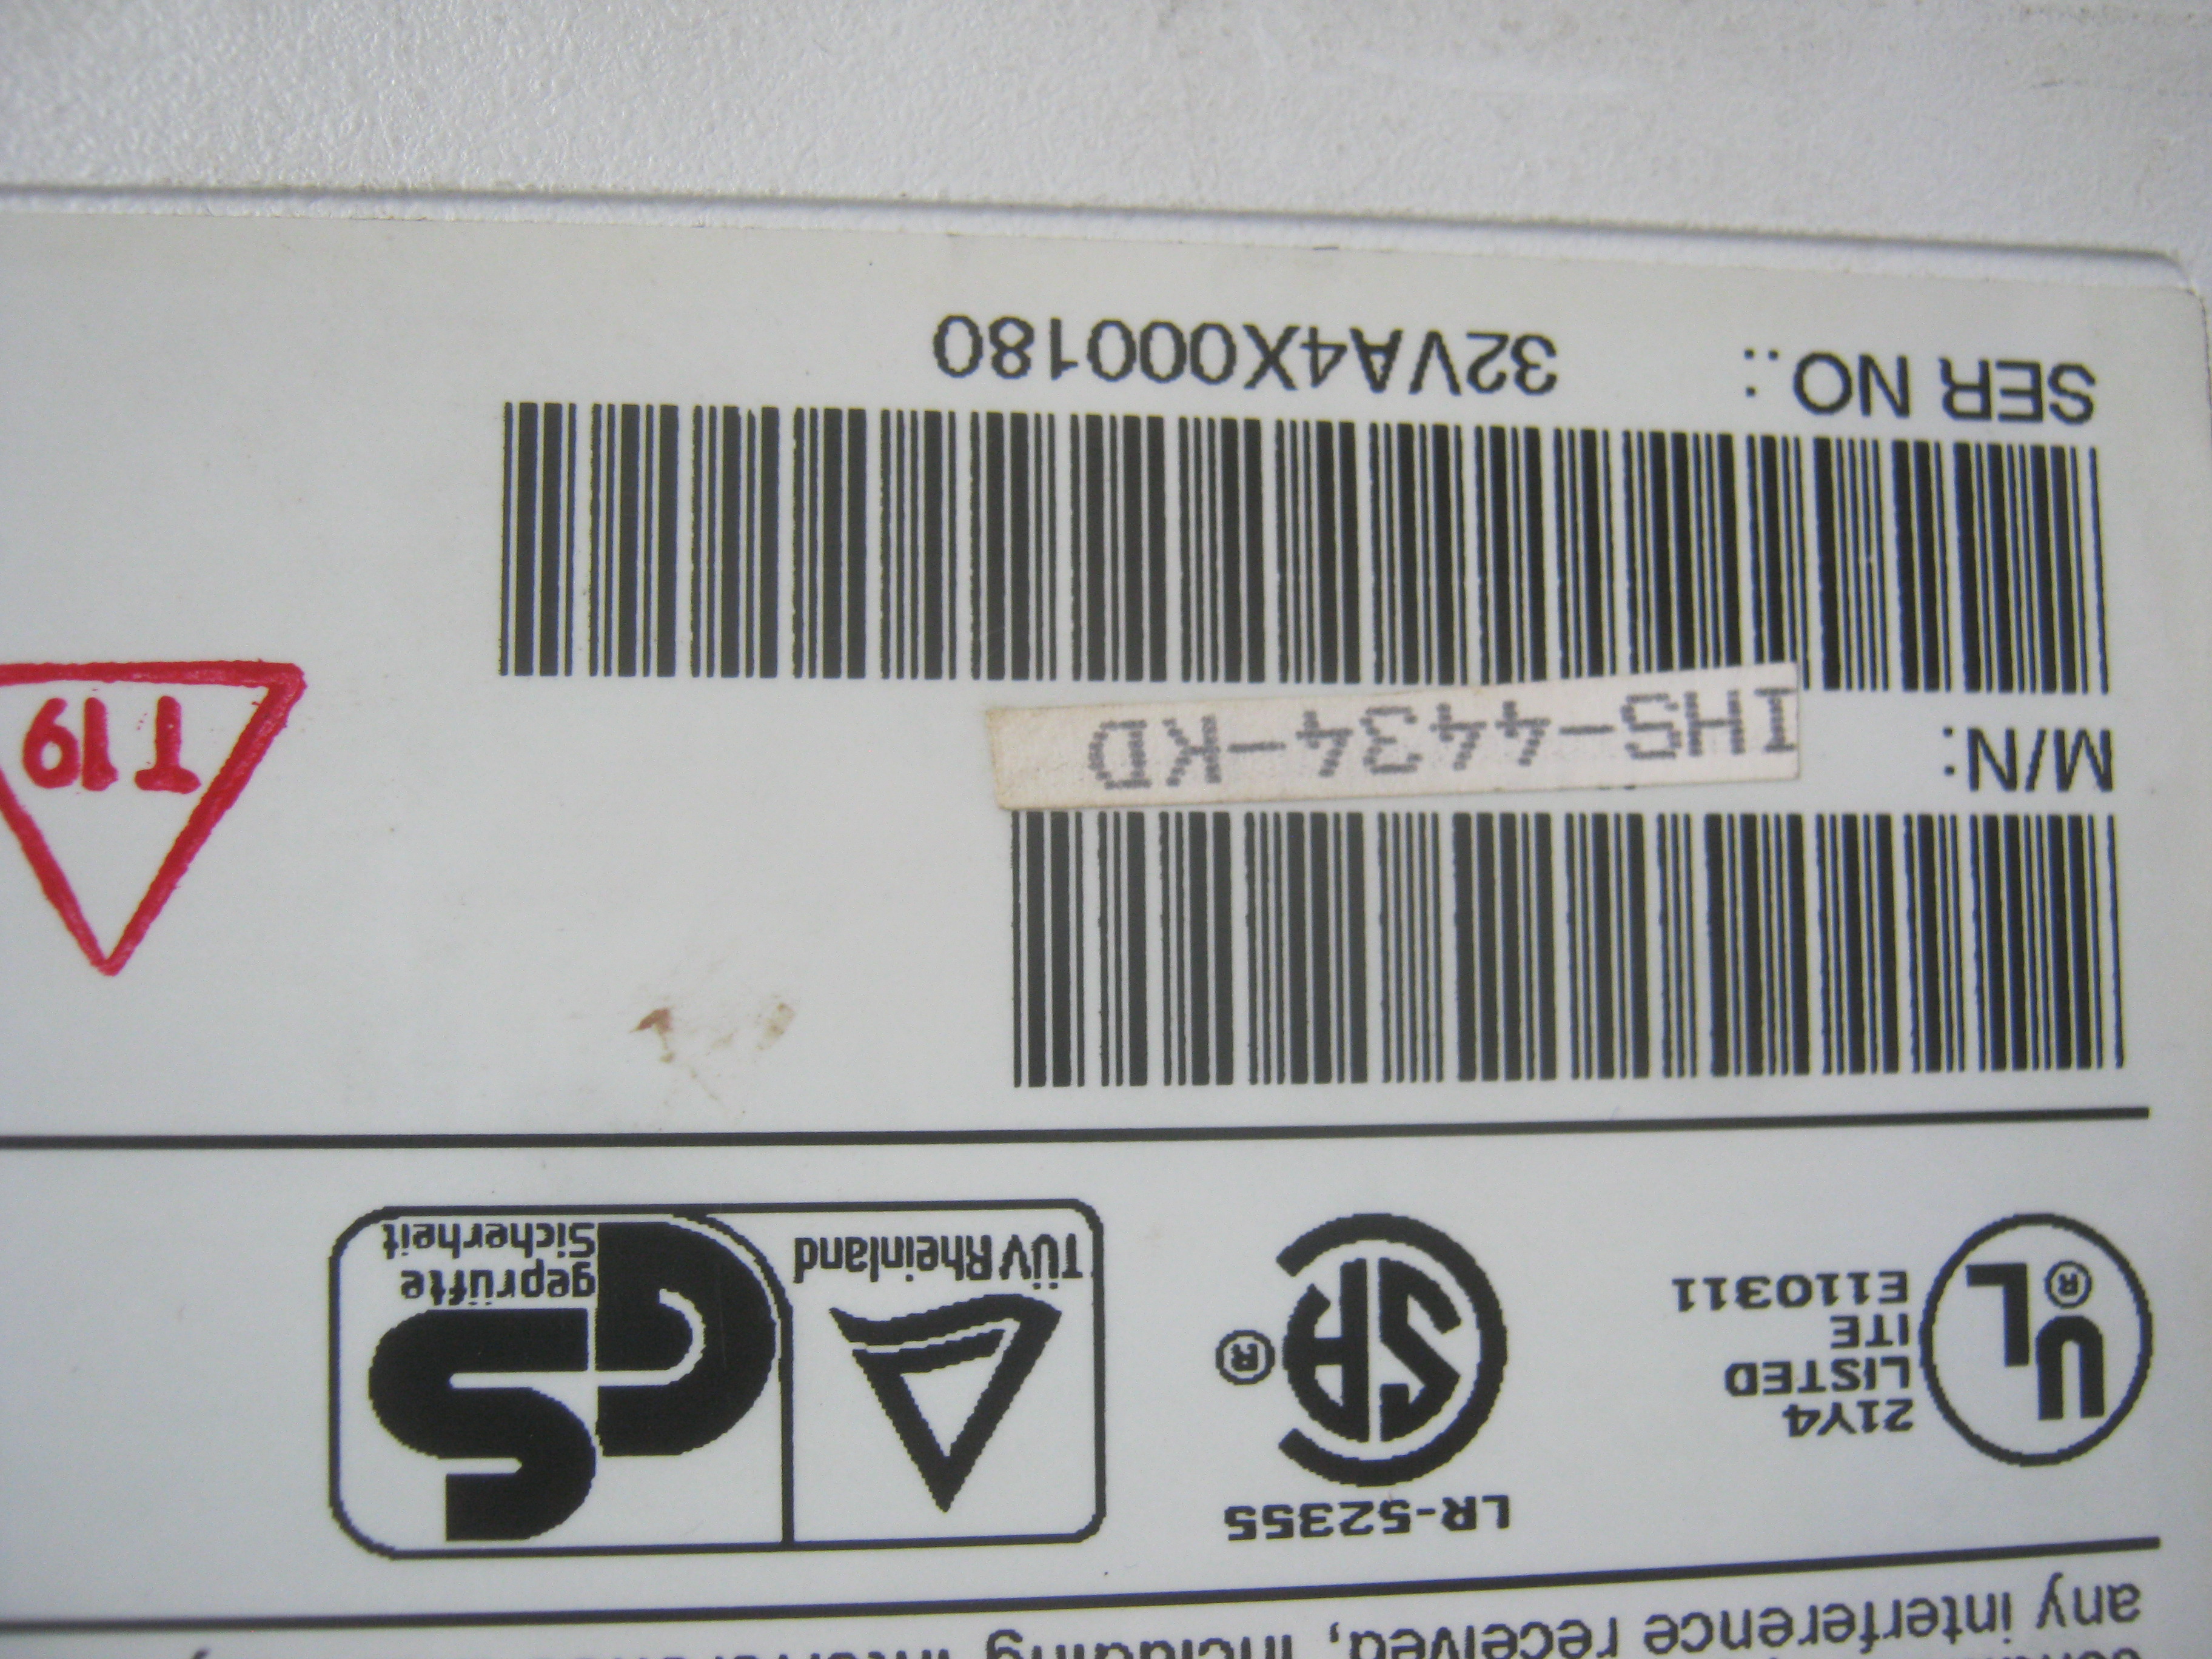 any interference received, including interference
LR-52355
UL ®
21Y4
LISTED
ITE
E110311
SA ®
TÜV Rheinland
GS
geprüfte
Sicherheit
M/N: IHS-4434-KD
T19
SER NO.: 32VA4X000180